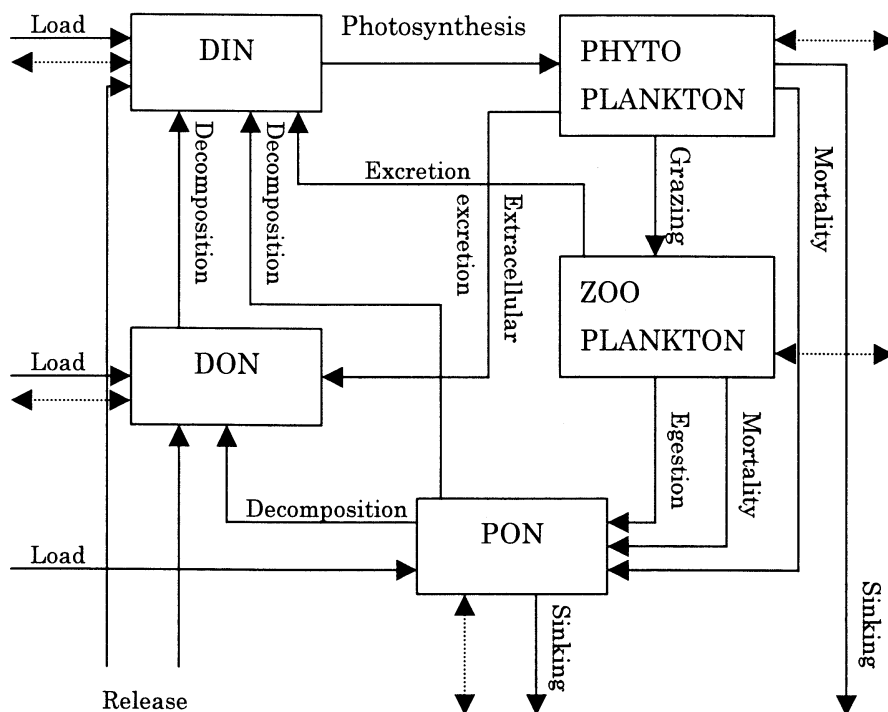 Load
DIN
Photosynthesis
PHYTO
PLANKTON
Decomposition
Decomposition
Excretion
Extracellular
excretion
Grazing
Mortality
ZOO
PLANKTON
Load
DON
Egestion
Mortality
Decomposition
PON
Load
Sinking
Sinking
Release